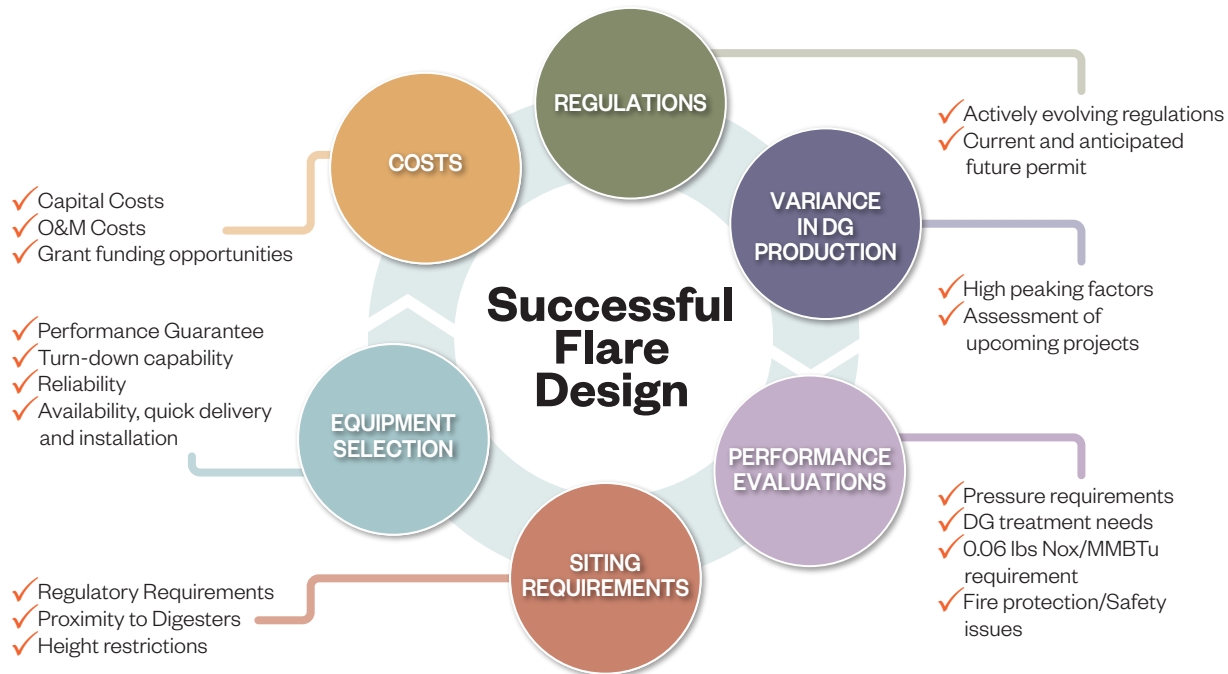 Successful
Flare
Design
REGULATIONS
Actively evolving regulations
Current and anticipated
future permit
VARIANCE
IN DG
PRODUCTION
High peaking factors
Assessment of
upcoming projects
PERFORMANCE
EVALUATIONS
Pressure requirements
DG treatment needs
0.06 lbs Nox/MMBTu
requirement
Fire protection/Safety
issues
SITING
REQUIREMENTS
Regulatory Requirements
Proximity to Digesters
Height restrictions
EQUIPMENT
SELECTION
Performance Guarantee
Turn-down capability
Reliability
Availability, quick delivery
and installation
COSTS
Capital Costs
O&M Costs
Grant funding opportunities